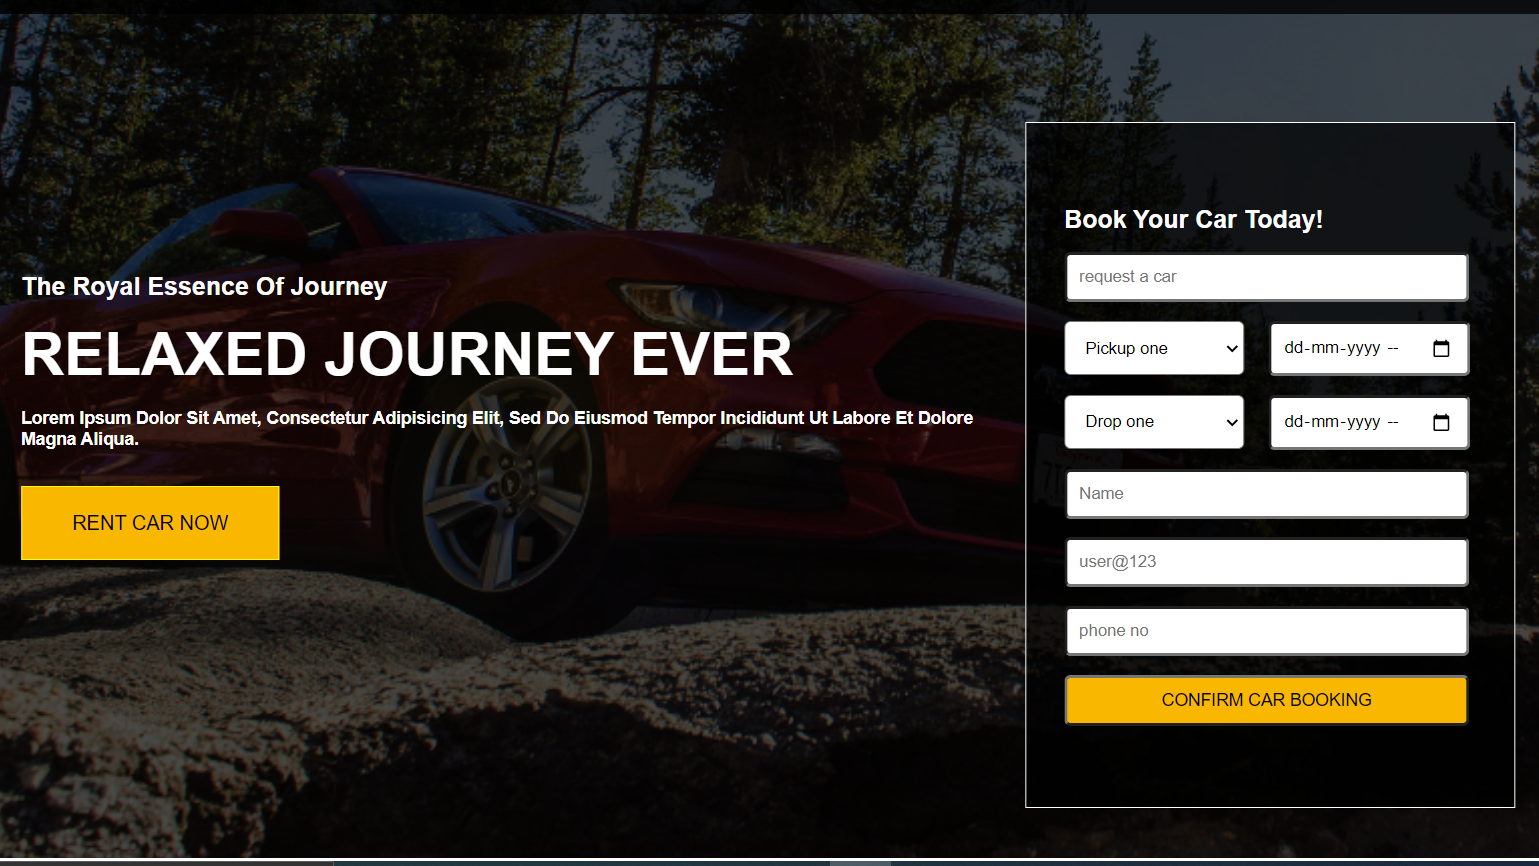 The Royal Essence Of Journey
RELAXED JOURNEY EVER
Lorem Ipsum Dolor Sit Amet, Consectetur Adipisicing Elit, Sed Do Eiusmod Tempor Incididunt Ut Labore Et Dolore
Magna Aliqua.
RENT CAR NOW
Book Your Car Today!
request a car
Pickup one
dd-mm-yyyy --
Drop one
dd-mm-yyyy --
Name
user@123
phone no
CONFIRM CAR BOOKING